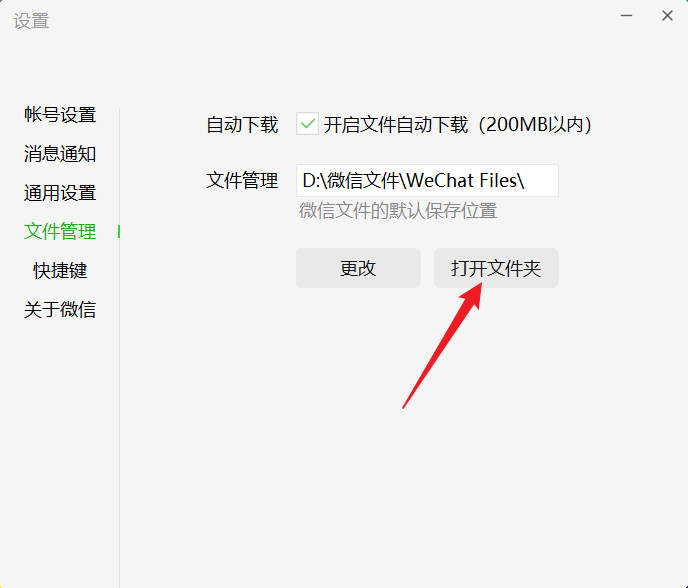 设置
帐号设置
消息通知
通用设置
文件管理
快捷键
关于微信
自动下载 开启文件自动下载（200MB以内）
文件管理 D:\微信文件\WeChat Files\
微信文件的默认保存位置
更改 打开文件夹